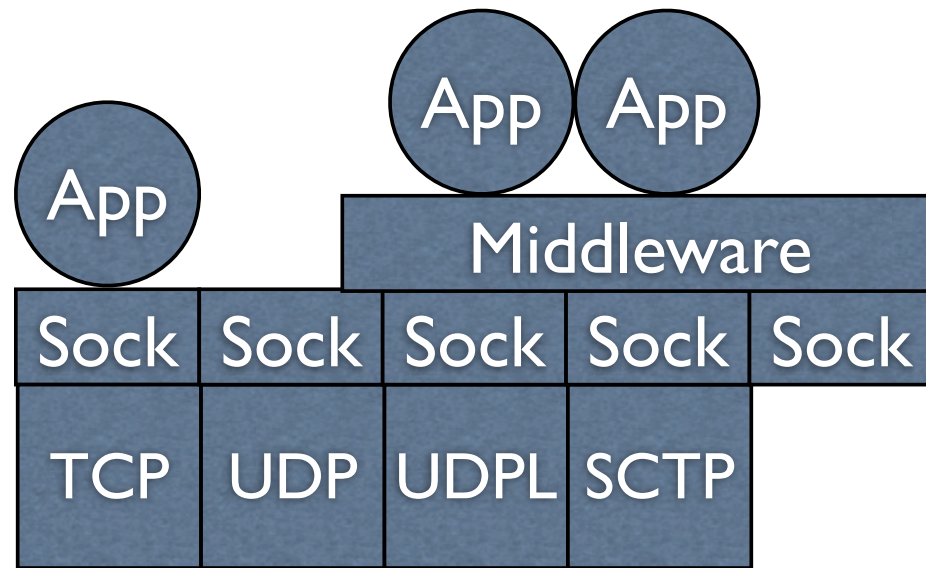 App App
App
Middleware
Sock Sock Sock Sock Sock
TCP UDP UDPL SCTP